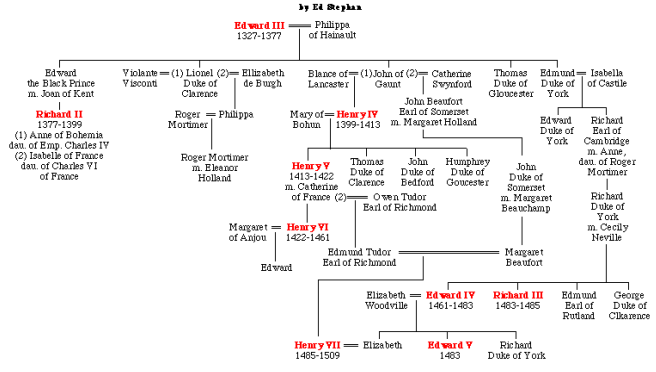 by Ed Stephan
Edward III
1327-1377
Philippa
of Hainault
Edward
the Black Prince
m. Joan of Kent
Violante
Visconti
(1) Lionel (2)
Duke of
Clarence
Ellizabeth
de Burgh
Blance of
Lancaster
(1) John of (2)
Gaunt
Catherine
Swynford
Thomas
Duke of
Gloucester
Edmund
Duke of
York
Isabella
of Castile
Richard II
1377-1399
(1) Anne of Bohemia
dau. of Emp. Charles IV
(2) Isabelle of France
dau. of Charles VI
of France
Roger
Mortimer
Philippa
Mary of
Bohun
Henry IV
1399-1413
John Beaufort
Earl of Somerset
m. Margaret Holland
Edward
Duke of
York
Richard
Earl of
Cambridge
m. Anne,
dau. of Roger
Mortimer
Roger Mortimer
m. Eleanor
Holland
Henry V
1413-1422
m. Catherine
of France (2)
Thomas
Duke of
Clarence
John
Duke of
Bedford
Humphrey
Duke of
Goucester
John
Duke of
Somerset
m. Margaret
Beauchamp
Richard
Duke of
York
m. Cecily
Neville
Owen Tudor
Earl of Richmond
Margaret
of Anjou
Henry VI
1422-1461
Edward
Edmund Tudor
Earl of Richmond
Margaret
Beaufort
Elizabeth
Woodville
Edward IV
1461-1483
Richard III
1483-1485
Edmund
Earl of
Rutland
George
Duke of
Clkarence
Henry VII
1485-1509
Elizabeth
Edward V
1483
Richard
Duke of York